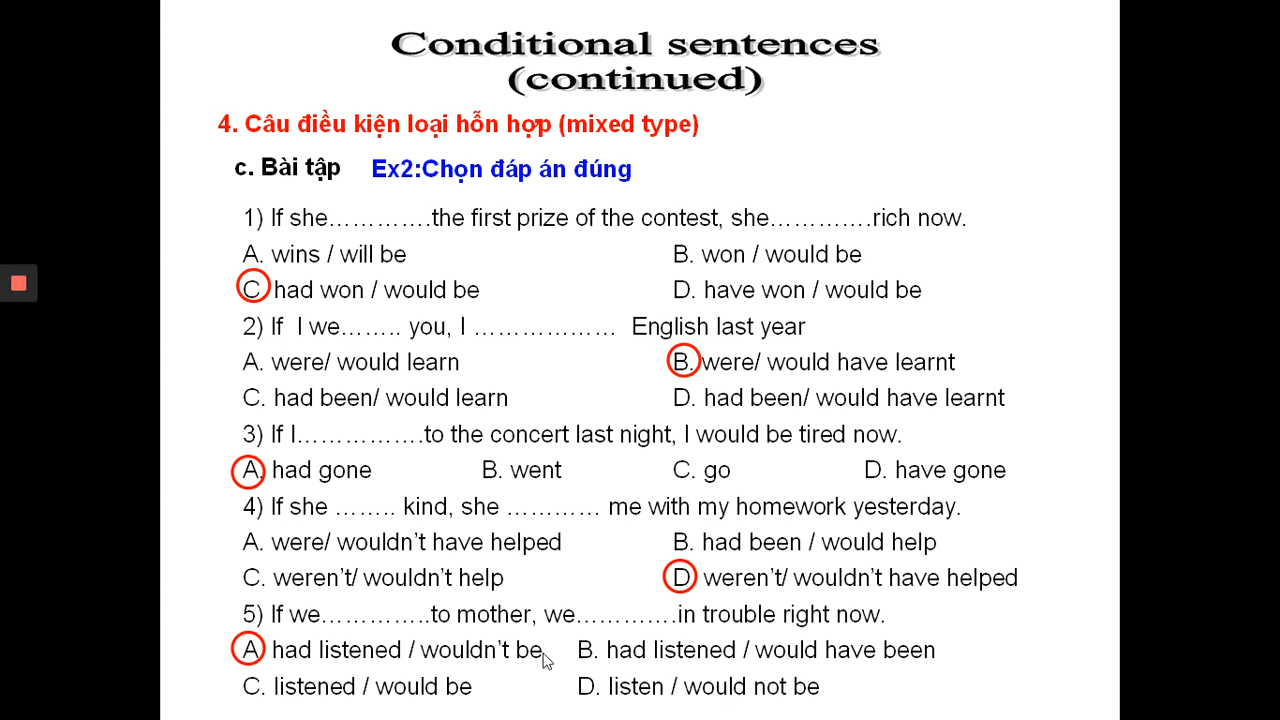 Conditional sentences
(continued)
4. Câu điều kiện loại hỗn hợp (mixed type)
c. Bài tập Ex2:Chọn đáp án đúng
1) If she………….the first prize of the contest, she………….rich now.
A. wins / will be B. won / would be
C had won / would be D. have won / would be
2) If I we…….. you, I ……………… English last year
A. were/ would learn B. were/ would have learnt
C. had been/ would learn D. had been/ would have learnt
3) If I…………….to the concert last night, I would be tired now.
A. had gone B. went C. go D. have gone
4) If she …….. kind, she ………… me with my homework yesterday.
A. were/ wouldn’t have helped B. had been / would help
C. weren’t/ wouldn’t help D weren’t/ wouldn’t have helped
5) If we…………..to mother, we………….in trouble right now.
A had listened / wouldn’t be B. had listened / would have been
C. listened / would be D. listen / would not be